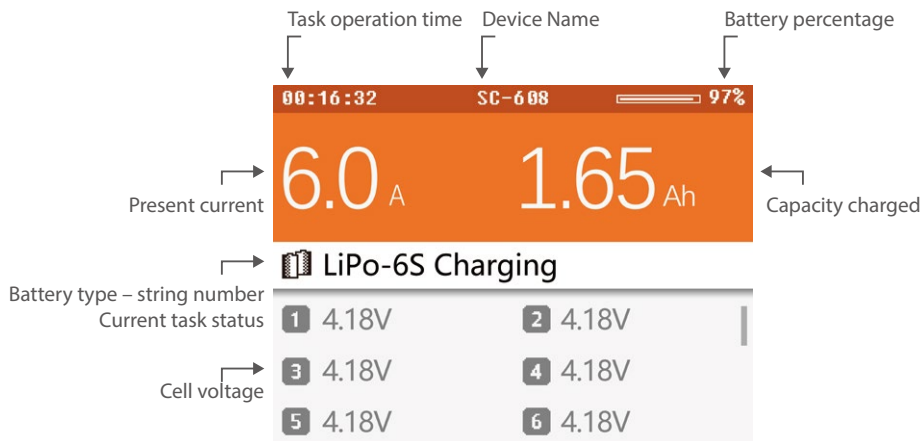 Task operation time Device Name Battery percentage
00:16:32 SC-608 97%
6.0 A 1.65 Ah
Present current Capacity charged
LiPo-6S Charging
Battery type – string number
Current task status
1 4.18V 2 4.18V
3 4.18V 4 4.18V
Cell voltage
5 4.18V 6 4.18V